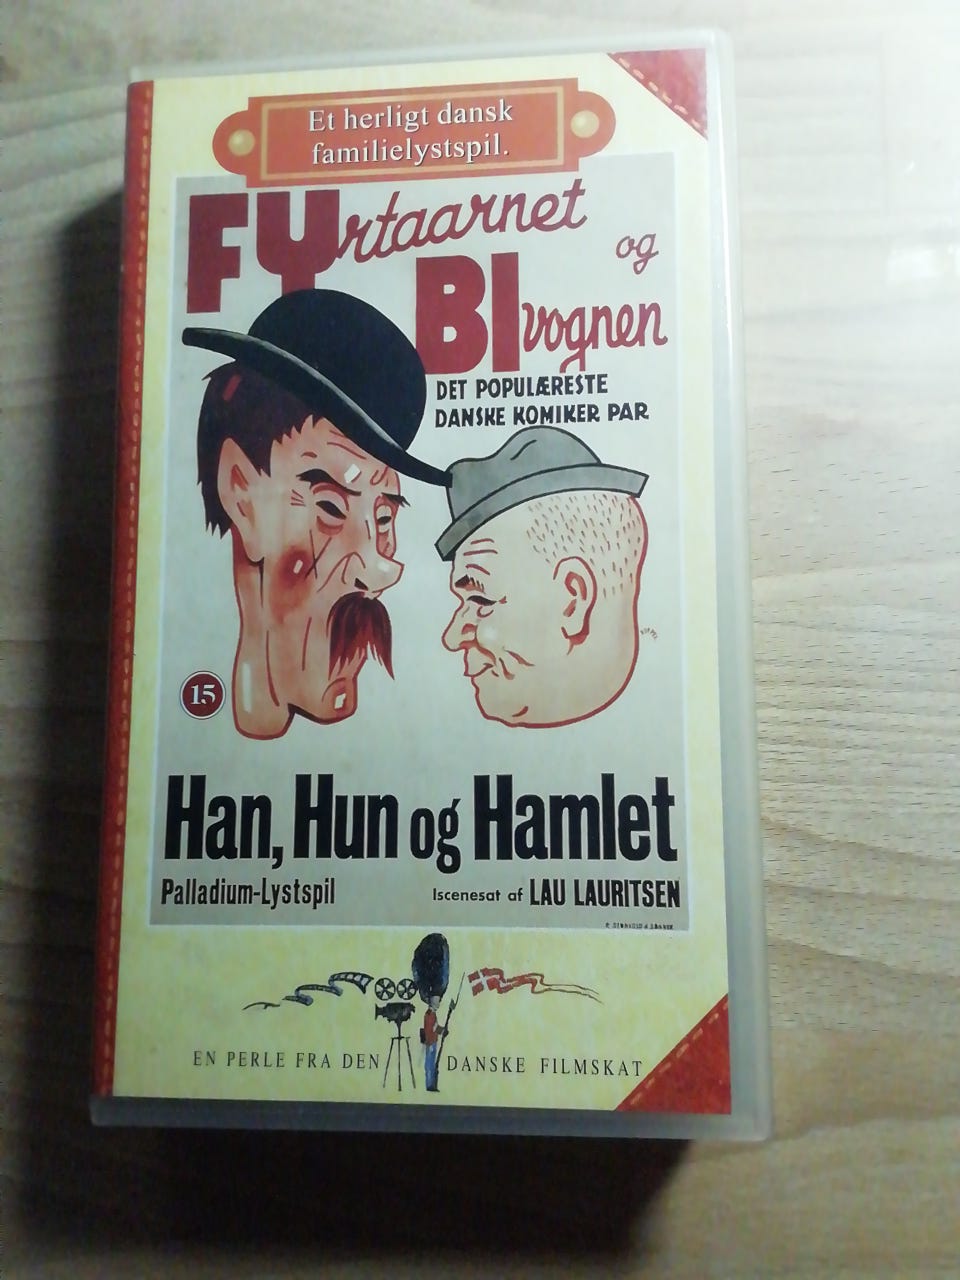 Et herligt dansk
familielystspil.
FYrtaarnet
og
BIvognen
DET POPULÆRESTE
DANSKE KOMIKER PAR
15
Han, Hun og Hamlet
Palladium-Lystspil Iscenesat af LAU LAURITSEN
EN PERLE FRA DEN DANSKE FILMSKAT